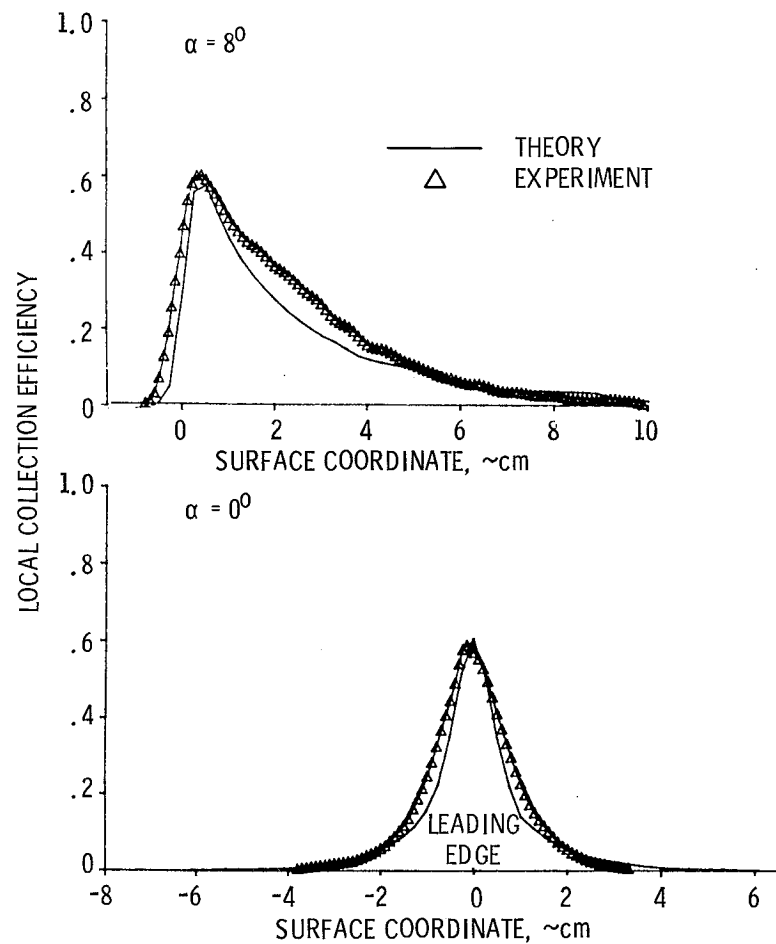 1.0
α = 8⁰
.8
THEORY
EXPERIMENT
.6
.4
.2
0
0 2 4 6 8 10
SURFACE COORDINATE, ~cm
LOCAL COLLECTION EFFICIENCY
1.0
α = 0⁰
.8
.6
.4
.2
LEADING
EDGE
0
-8 -6 -4 -2 0 2 4 6
SURFACE COORDINATE, ~cm